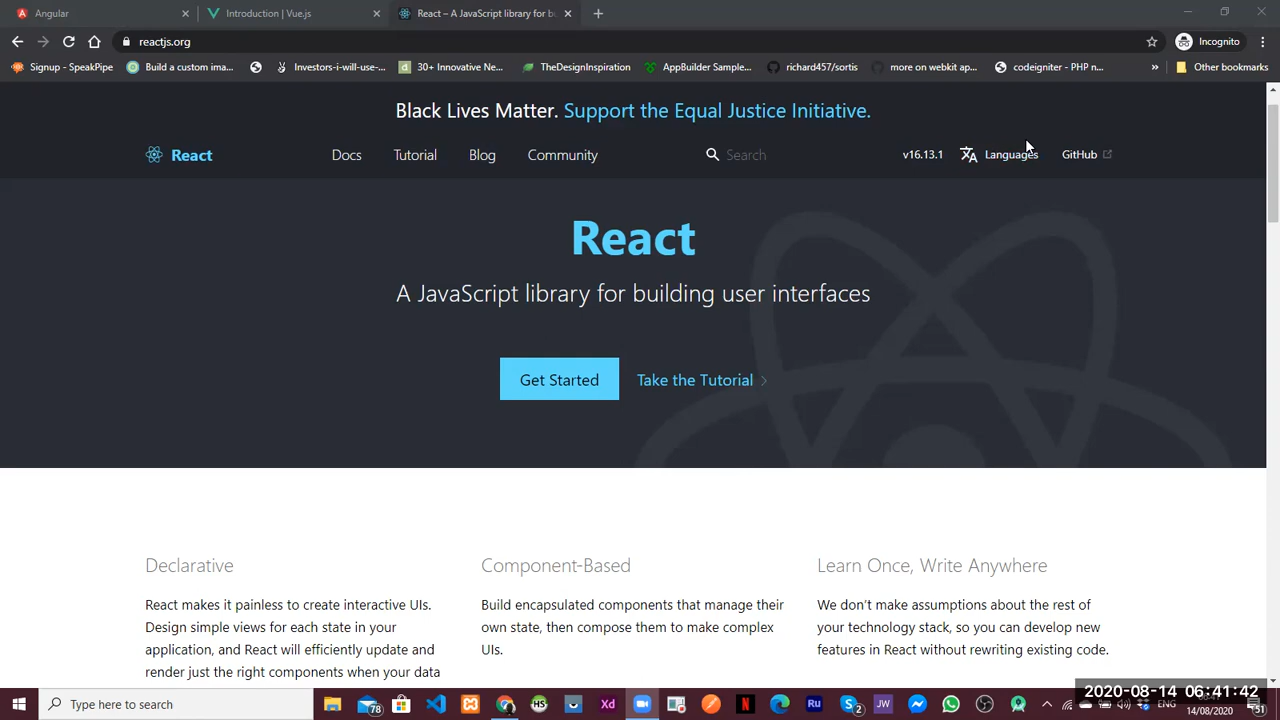 Angular
Introduction | Vue.js
React – A JavaScript library for bu
reactjs.org
Incognito
Signup - SpeakPipe
Build a custom ima...
Investors-i-will-use-...
30+ Innovative Ne...
TheDesignInspiration
AppBuilder Sample...
richard457/sortis
more on webkit ap...
codeigniter - PHP n...
»
Other bookmarks
Black Lives Matter. Support the Equal Justice Initiative.
React
Docs
Tutorial
Blog
Community
Search
v16.13.1
Languages
GitHub
React
A JavaScript library for building user interfaces
Get Started
Take the Tutorial
Declarative
React makes it painless to create interactive UIs.
Design simple views for each state in your
application, and React will efficiently update and
render just the right components when your data
Component-Based
Build encapsulated components that manage their
own state, then compose them to make complex
UIs.
Learn Once, Write Anywhere
We don’t make assumptions about the rest of
your technology stack, so you can develop new
features in React without rewriting existing code.
Type here to search
78
HS
Xd
N
Ru
2
JW
ENG
2020-08-14 06:41:42
14/08/2020
51